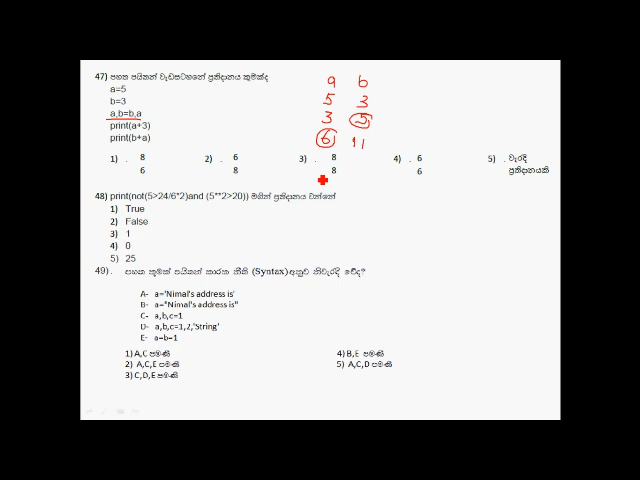 47) පහත පයිතන් වැඩසටහනේ ප්‍රතිදානය කුමක්ද
a=5
b=3
a,b=b,a
print(a+3)
print(b+a)
a b
5 3
3 5
6 11
1) . 8 2) . 6 3) . 8 4) . 6 5) . වැරදි
6 8 8 6 ප්‍රතිදානයකි
48) print(not(5>24/6*2)and (5**2>20)) මගින් ප්‍රතිදානය වන්නේ
1) True
2) False
3) 1
4) 0
5) 25
49) . පහත කුමක් පයිතන් කාරක නීති (Syntax) අනුව නිවැරදි වේද?
A- a='Nimal's address is'
B- a="Nimal's address is"
C- a,b,c=1
D- a,b,c=1,2,'String'
E- a=b=1
1) A,C පමණි 4) B,E පමණි
2) A,C,E පමණි 5) A,C,D පමණි
3) C,D,E පමණි